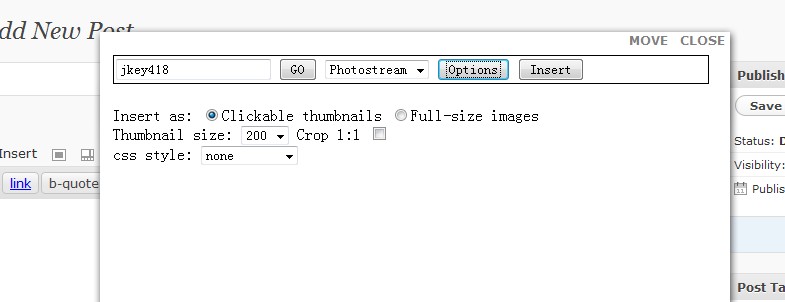 dd New Post
MOVE CLOSE
jkey418 GO Photostream Options Insert
Publish
Save
Insert as: Clickable thumbnails Full-size images
Thumbnail size: 200 Crop 1:1
css style: none
Status: D
Visibility:
Insert
link b-quote
Publis
Post Ta